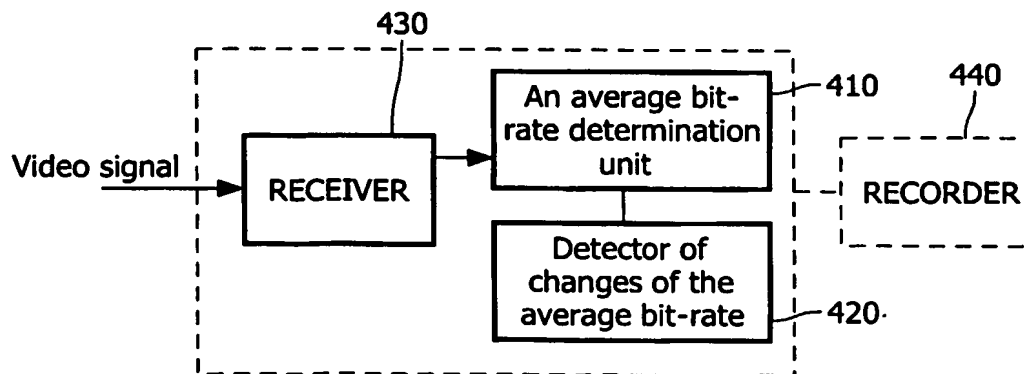 430
An average bit-
rate determination
unit
410
440
Video signal
RECEIVER
RECORDER
Detector of
changes of the
average bit-rate
420.